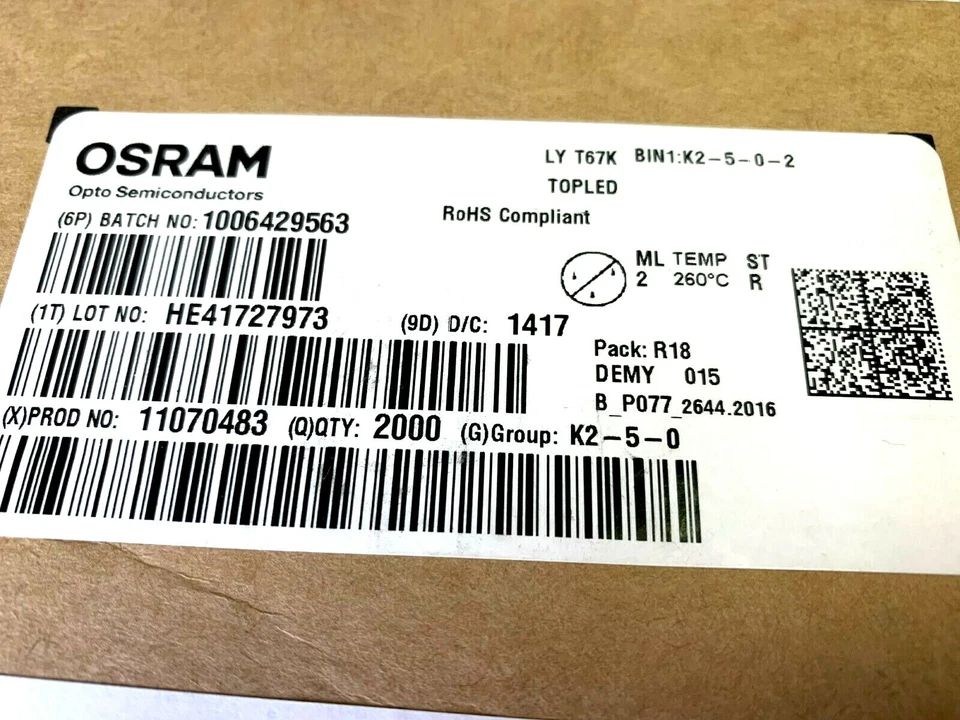 OSRAM
Opto Semiconductors
LY T67K BIN1:K2-5-0-2
TOPLED
RoHS Compliant
(6P) BATCH NO: 1006429563
ML TEMP ST
2 260°C R
(1T) LOT NO: HE41727973 (9D) D/C: 1417
Pack: R18
DEMY 015
B_P077_2644.2016
(X)PROD NO: 11070483 (Q)QTY: 2000 (G)Group: K2-5-0